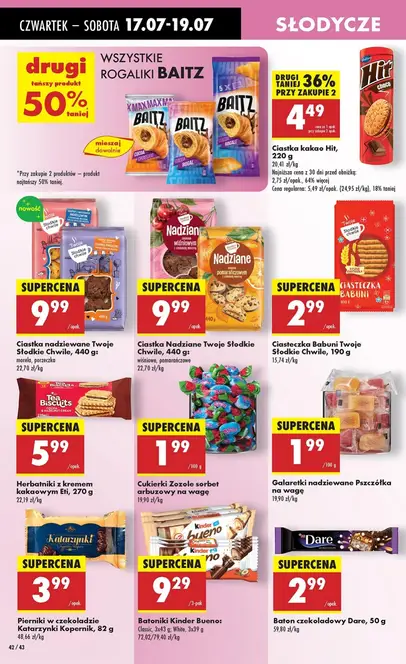 CZWARTEK – SOBOTA 17.07-19.07
SŁODYCZE
drugi
tańszy produkt
50% taniej
WSZYSTKIE
ROGALIKI BAITZ
mieszaj
dowolnie
MAX MAX
BAITZ
BAITZ
BAITZ
*Przy zakupie 2 produktów – produkt
najtańszy 50% taniej.
DRUGI
TANIEJ 36%
PRZY ZAKUPIE 2
4 49
Hit
Ciastka kakao Hit,
220 g
20,41 zł/kg
Najniższa cena z 30 dni przed obniżką:
2,75 zł/opak., 64% więcej
Cena regularna: 5,49 zł/opak. (24,95 zł/kg), 18% taniej
nowość
SUPERCENA
9 99
/opak.
Ciastka nadziewane Twoje
Słodkie Chwile, 440 g:
morela, porzeczka
22,70 zł/kg
Nadziane
Nadziane
SUPERCENA
9 99
/opak.
Ciastka Nadziane Twoje Słodkie
Chwile, 440 g:
wiśniowe, pomarańczowe
22,70 zł/kg
CIASTECZKA
BABUNI
SUPERCENA
2 99
/opak.
Ciasteczka Babuni Twoje
Słodkie Chwile, 190 g
15,74 zł/kg
Tea
Biscuits
SUPERCENA
5 99
/opak.
Herbatniki z kremem
kakaowym Eti, 270 g
22,19 zł/kg
SUPERCENA
1 99
/100 g
Cukierki Zozole sorbet
arbuzowy na wagę
19,90 zł/kg
SUPERCENA
1 99
/100 g
Galaretki nadziewane Pszczółka
na wagę
19,90 zł/kg
Katarzynki
SUPERCENA
3 99
/opak.
Pierniki w czekoladzie
Katarzynki Kopernik, 82 g
48,66 zł/kg
Kinder
bueno
Kinder
bueno
SUPERCENA
9 29
/3-pak
Batoniki Kinder Bueno:
Classic, 3x43 g; White, 3x39 g
72,02/79,40 zł/kg
Dare
SUPERCENA
2 99
Baton czekoladowy Dare, 50 g
59,80 zł/kg
42 / 43